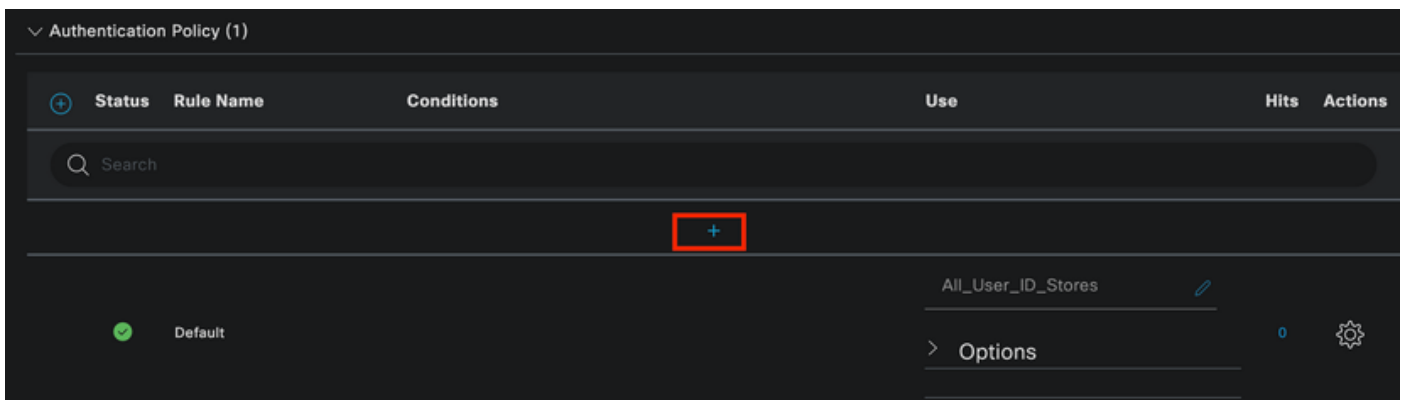 Authentication Policy (1)
Status Rule Name Conditions Use Hits Actions
Search
+
All_User_ID_Stores
Default 0
Options